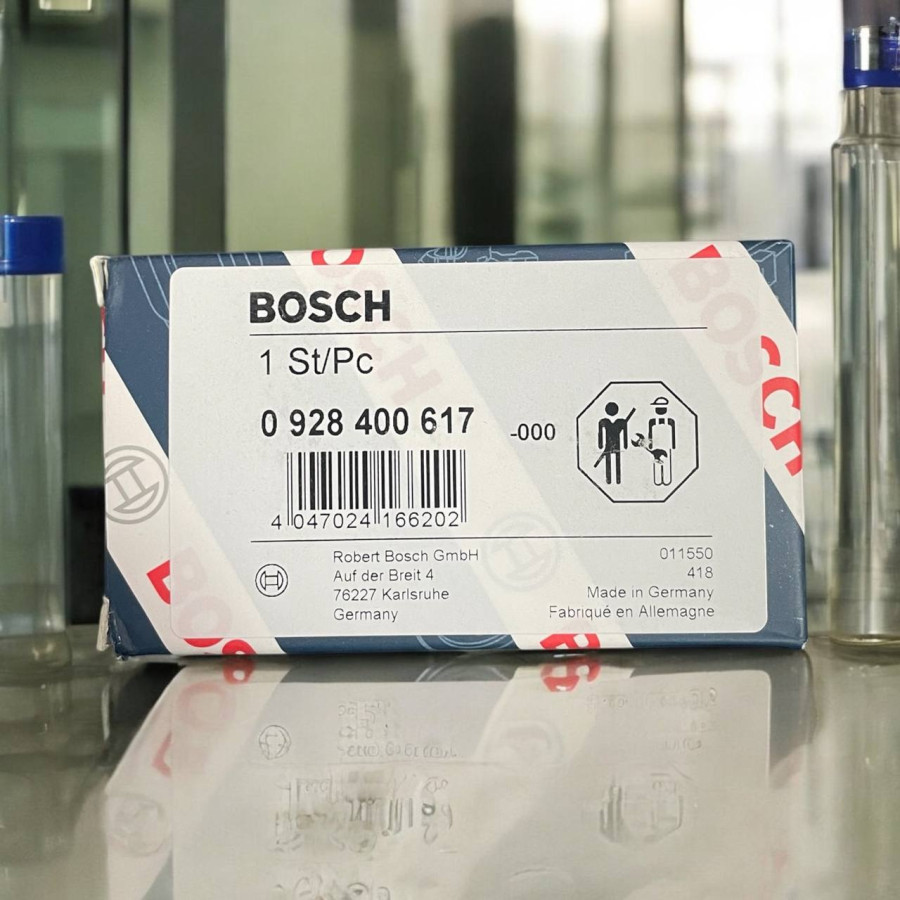 BOSCH
1 St/Pc
0 928 400 617
-000
4 047024 166202
Robert Bosch GmbH
Auf der Breit 4
76227 Karlsruhe
Germany
011550
418
Made in Germany
Fabriqué en Allemagne
BOSCH